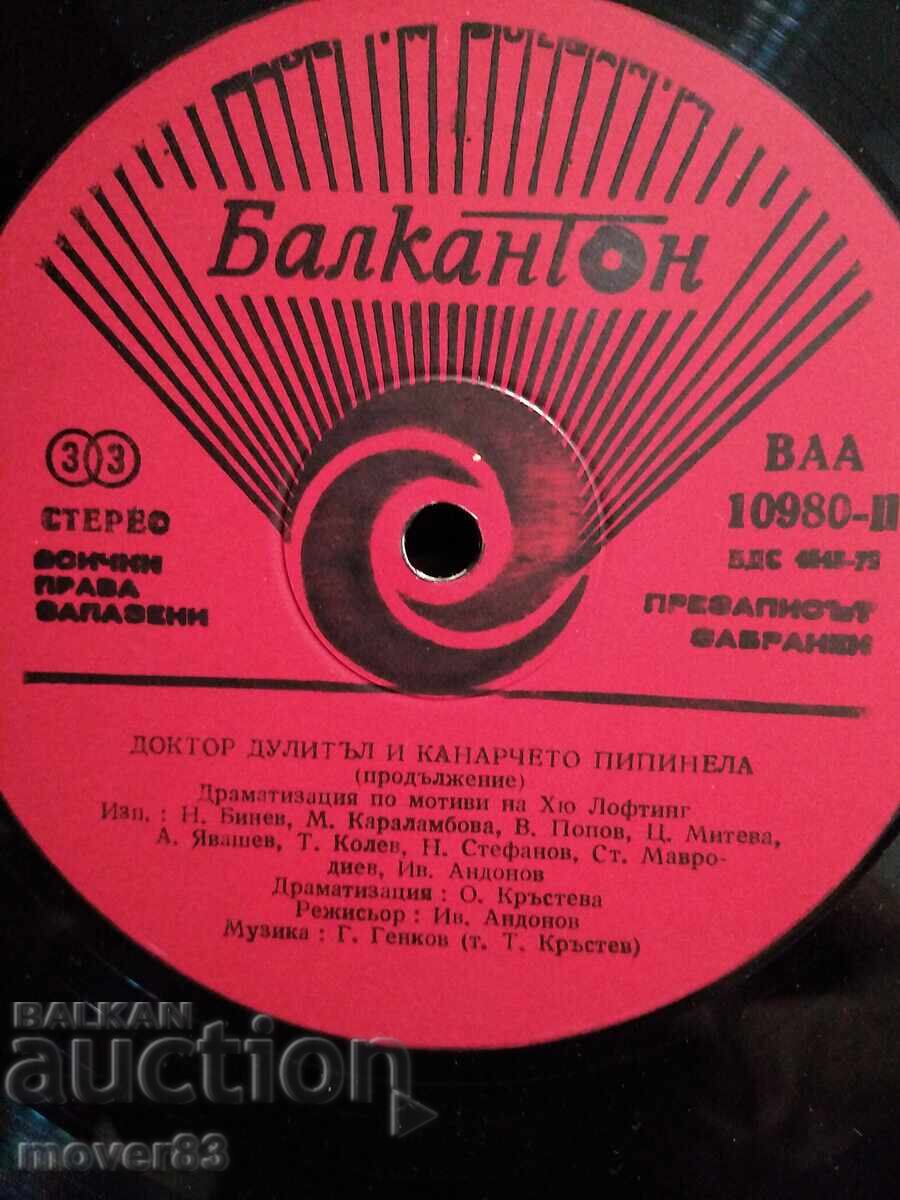 MADE IN BULGARIA
Балкантон
33
СТЕРЕО
ВСИЧКИ
ПРАВА
ЗАПАЗЕНИ
ВАА
10980-II
БДС
ПРЕЗАПИСЪТ
ЗАБРАНЕН
ДОКТОР ДУЛИТЪЛ И КАНАРЧЕТО ПИПИНЕЛА
(продължение)
Драматизация по мотиви на Хю Лофтинг
Изп.: Н. Бинев, М. Караламбова, В. Попов, Ц. Митева,
А. Явашев, Т. Колев, Н. Стефанов, Ст. Мавро-
диев, Ив. Андонов
Драматизация: О. Кръстева
Режисьор: Ив. Андонов
Музика: Г. Генков (т. Т. Кръстев)
BALKAN
auction
mover83